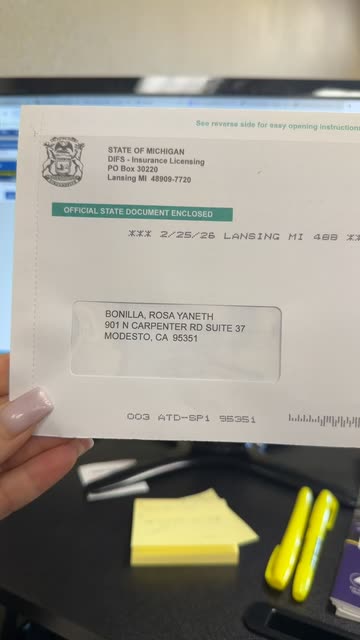 See reverse side for easy opening instruction
STATE OF MICHIGAN
DIFS - Insurance Licensing
PO Box 30220
Lansing MI 48909-7720
OFFICIAL STATE DOCUMENT ENCLOSED
*** 2/25/26 LANSING MI 488 **
BONILLA, ROSA YANETH
901 N CARPENTER RD SUITE 37
MODESTO, CA 95351
003 ATD-SP1 95351